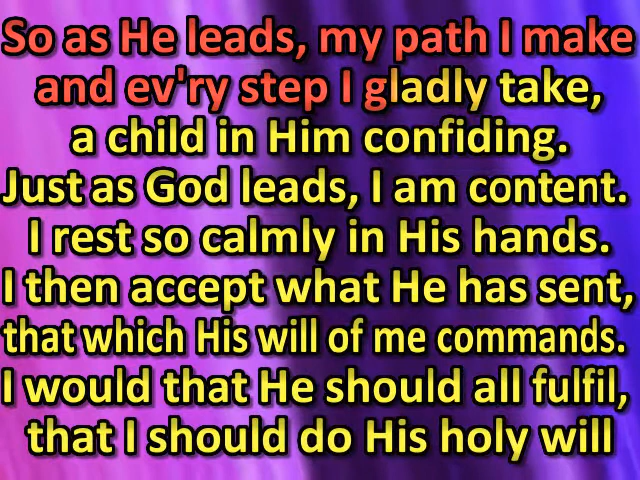 So as He leads, my path I make
and ev'ry step I gladly take,
a child in Him confiding.
Just as God leads, I am content.
I rest so calmly in His hands.
I then accept what He has sent,
that which His will of me commands.
I would that He should all fulfil,
that I should do His holy will